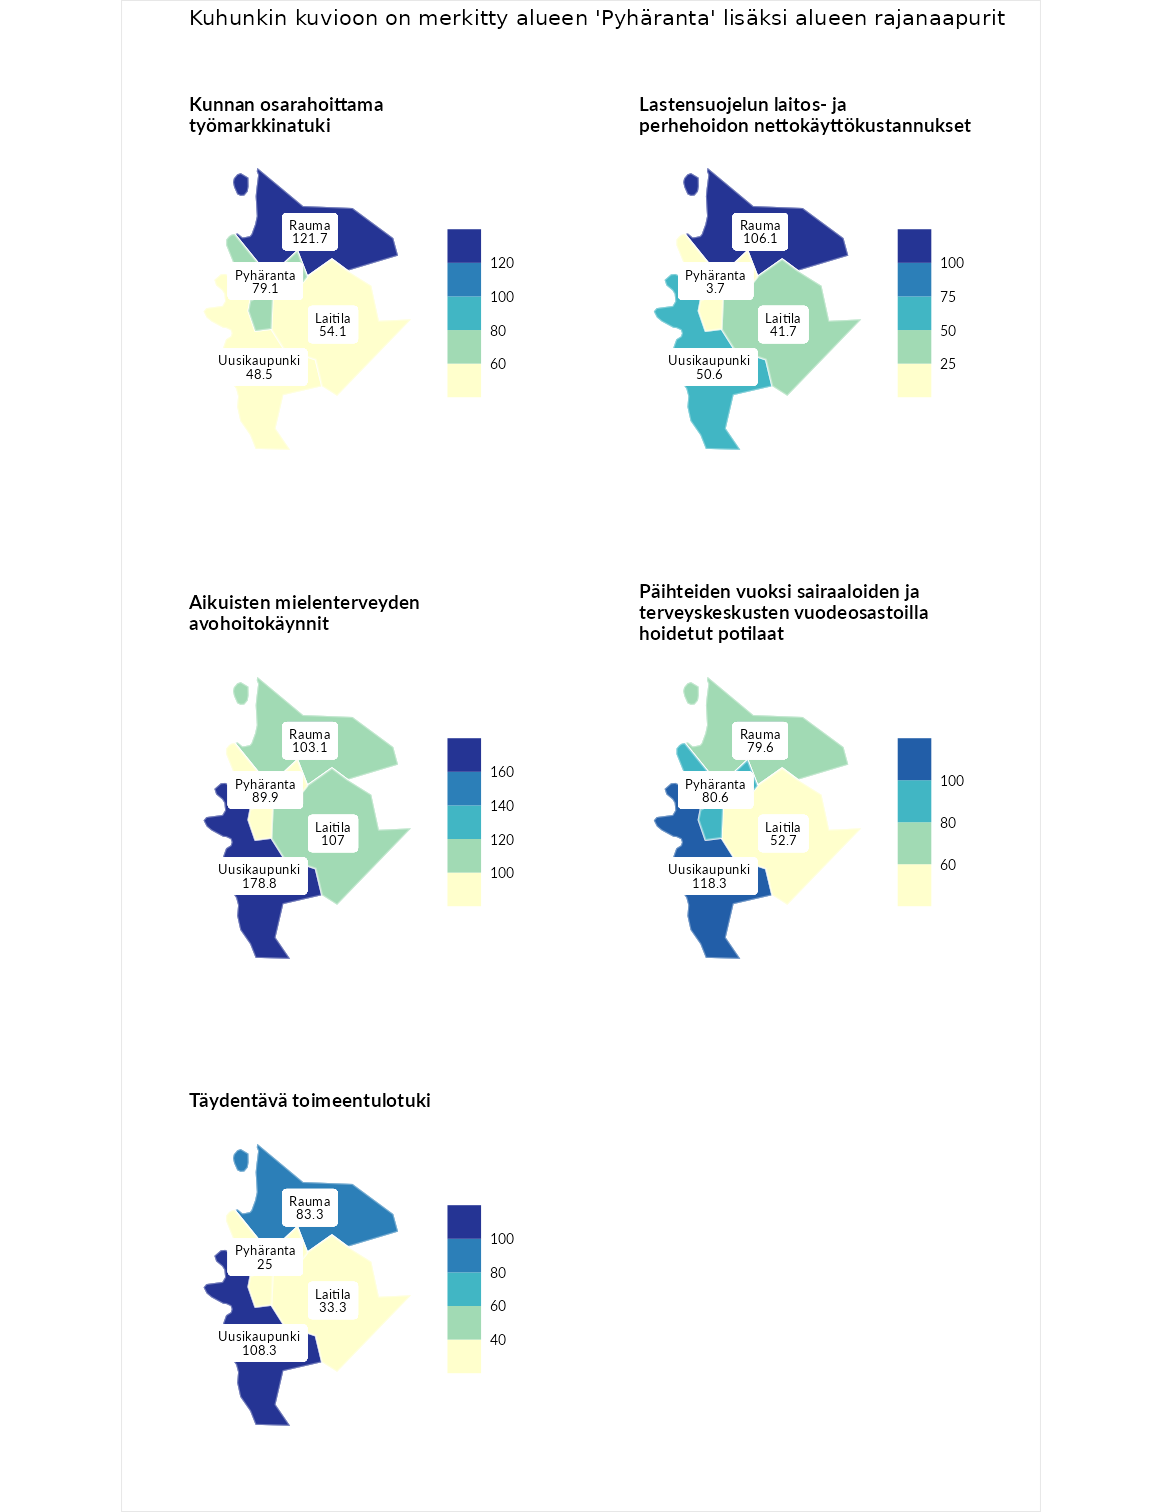 Kuhunkin kuvioon on merkitty alueen 'Pyhäranta' lisäksi alueen rajanaapurit
Kunnan osarahoittama
työmarkkinatuki
Rauma
121.7
Pyhäranta
79.1
Laitila
54.1
Uusikaupunki
48.5
120
100
80
60
Lastensuojelun laitos- ja
perhehoidon nettokäyttökustannukset
Rauma
106.1
Pyhäranta
3.7
Laitila
41.7
Uusikaupunki
50.6
100
75
50
25
Aikuisten mielenterveyden
avohoitokäynnit
Rauma
103.1
Pyhäranta
89.9
Laitila
107
Uusikaupunki
178.8
160
140
120
100
Päihteiden vuoksi sairaaloiden ja
terveyskeskusten vuodeosastoilla
hoidetut potilaat
Rauma
79.6
Pyhäranta
80.6
Laitila
52.7
Uusikaupunki
118.3
100
80
60
Täydentävä toimeentulotuki
Rauma
83.3
Pyhäranta
25
Laitila
33.3
Uusikaupunki
108.3
100
80
60
40